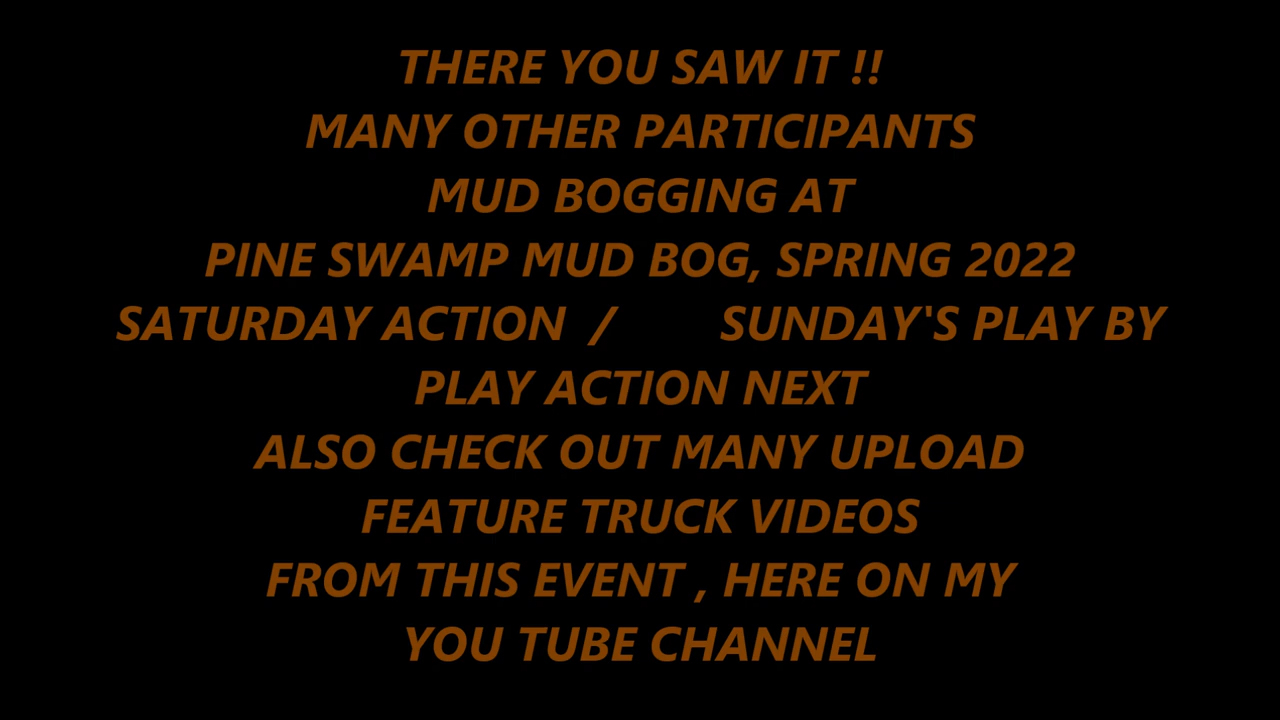 THERE YOU SAW IT !!
MANY OTHER PARTICIPANTS
MUD BOGGING AT
PINE SWAMP MUD BOG, SPRING 2022
SATURDAY ACTION / SUNDAY'S PLAY BY
PLAY ACTION NEXT
ALSO CHECK OUT MANY UPLOAD
FEATURE TRUCK VIDEOS
FROM THIS EVENT , HERE ON MY
YOU TUBE CHANNEL